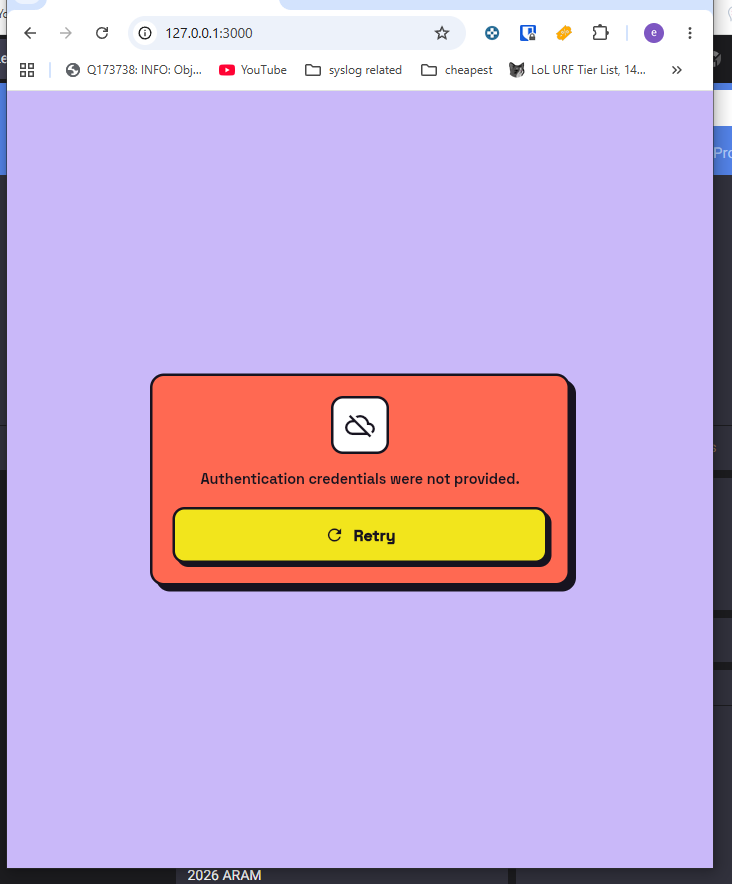 127.0.0.1:3000
e
Q173738: INFO: Obj...
YouTube
syslog related
cheapest
LoL URF Tier List, 14...
Pro
Authentication credentials were not provided.
Retry
2026 ARAM